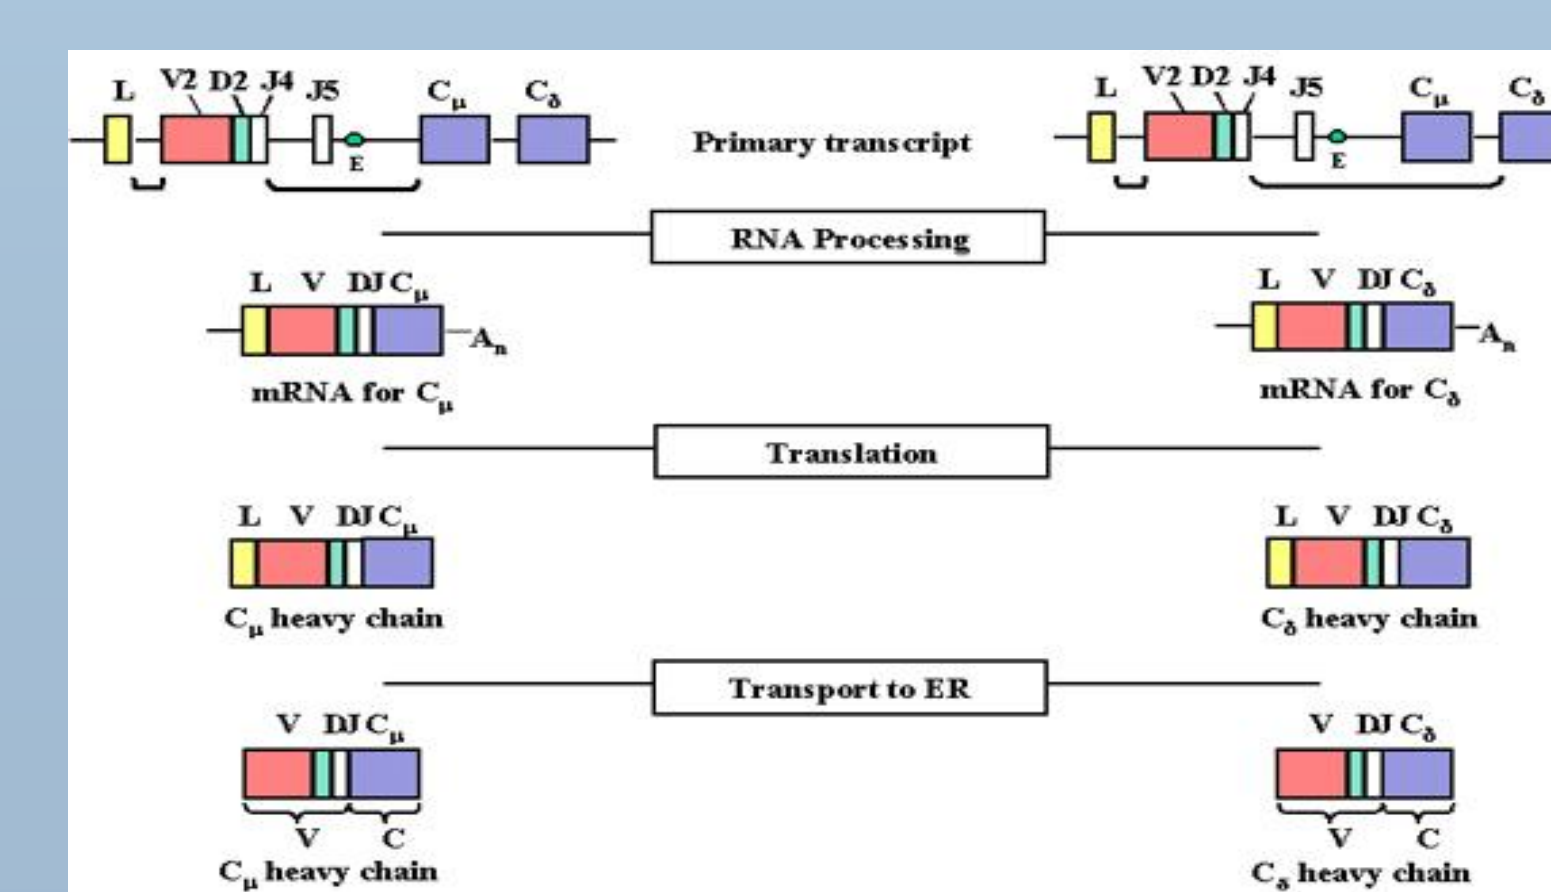 L V2 D2 J4 J5 Cμ Cδ
E
Primary transcript
L V2 D2 J4 J5 Cμ Cδ
E
RNA Processing
L V DJ Cμ
An
mRNA for Cμ
L V DJ Cδ
An
mRNA for Cδ
Translation
L V DJ Cμ
Cμ heavy chain
L V DJ Cδ
Cδ heavy chain
Transport to ER
V DJ Cμ
V C
Cμ heavy chain
V DJ Cδ
V C
Cδ heavy chain